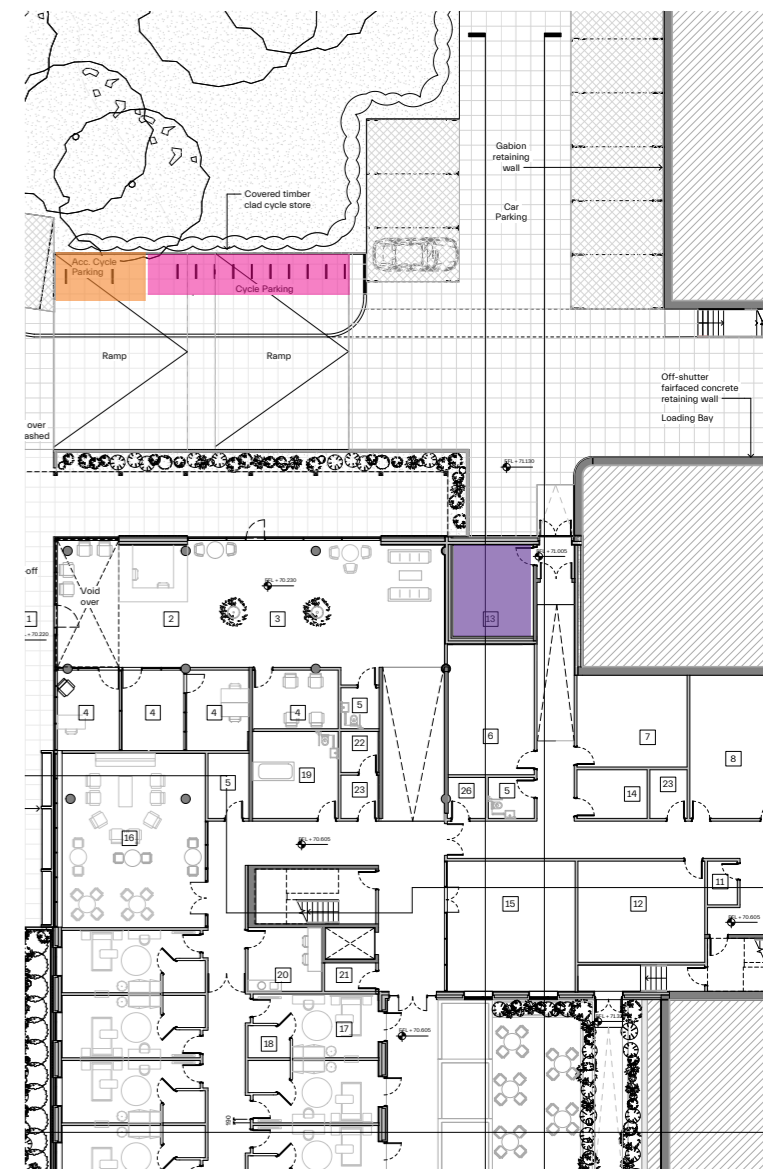 Gabion
retaining
wall
Car
Parking
Covered timber
clad cycle store
Acc. Cycle
Parking
Cycle Parking
Ramp
Ramp
over
ashed
Off-shutter
fairfaced concrete
retaining wall
Loading Bay
FFL + 71.130
FFL + 71.005
-off
Void
over
FFL + 70.230
13
1
2
3
+ 70.220
4
4
4
4
5
6
7
8
22
5
19
23
26
5
14
23
16
FFL + 70.605
11
15
12
FFL + 70.605
20
21
17
18
FFL + 70.605